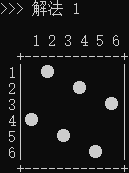 >>> 解法 1
1 2 3 4 5 6
+-------------+
1| ● |
2| ● |
3| ● |
4| ● |
5| ● |
6| ● |
+-------------+